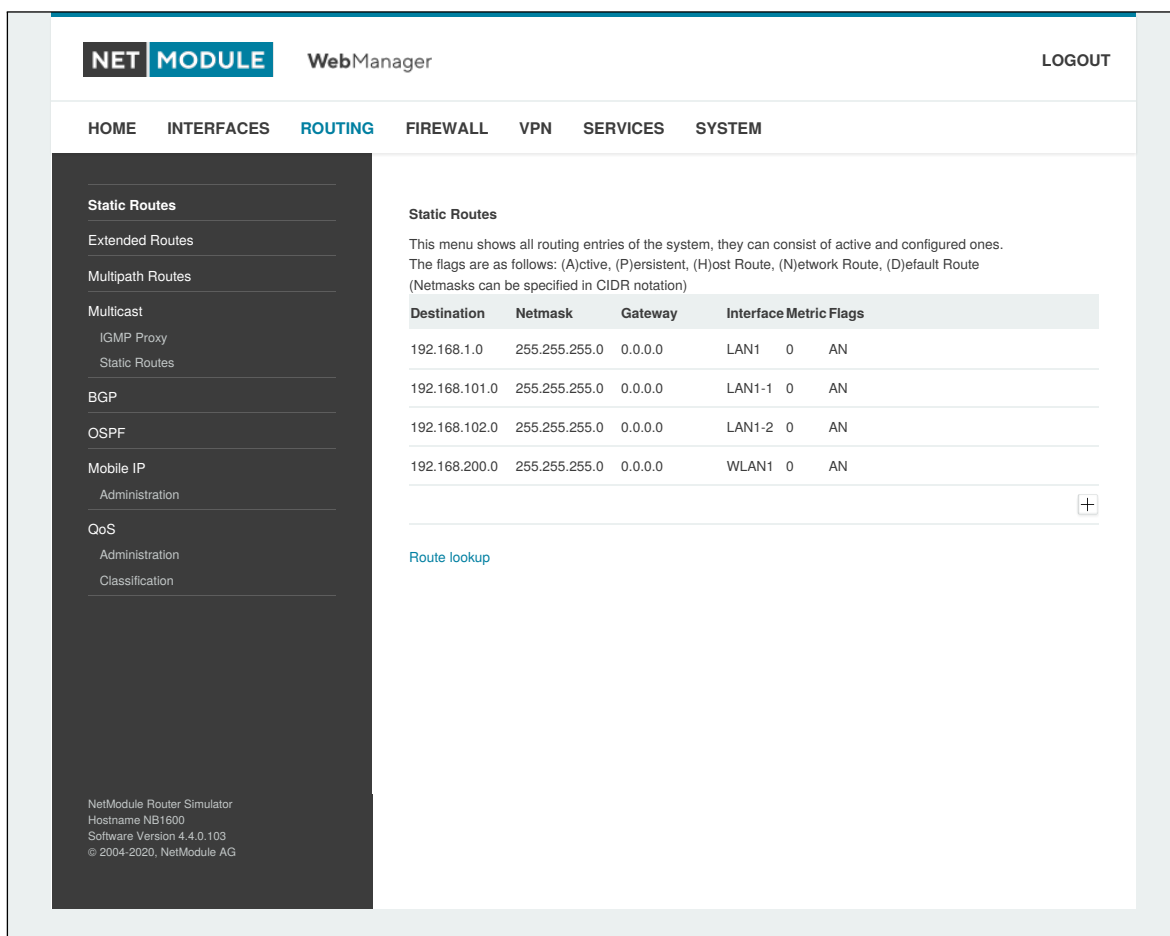 NET MODULE WebManager LOGOUT
HOME INTERFACES ROUTING FIREWALL VPN SERVICES SYSTEM
Static Routes
Extended Routes
Multipath Routes
Multicast
IGMP Proxy
Static Routes
BGP
OSPF
Mobile IP
Administration
QoS
Administration
Classification
NetModule Router Simulator
Hostname NB1600
Software Version 4.4.0.103
© 2004-2020, NetModule AG
Static Routes
This menu shows all routing entries of the system, they can consist of active and configured ones.
The flags are as follows: (A)ctive, (P)ersistent, (H)ost Route, (N)etwork Route, (D)efault Route
(Netmasks can be specified in CIDR notation)
Destination Netmask Gateway Interface Metric Flags
192.168.1.0 255.255.255.0 0.0.0.0 LAN1 0 AN
192.168.101.0 255.255.255.0 0.0.0.0 LAN1-1 0 AN
192.168.102.0 255.255.255.0 0.0.0.0 LAN1-2 0 AN
192.168.200.0 255.255.255.0 0.0.0.0 WLAN1 0 AN
Route lookup